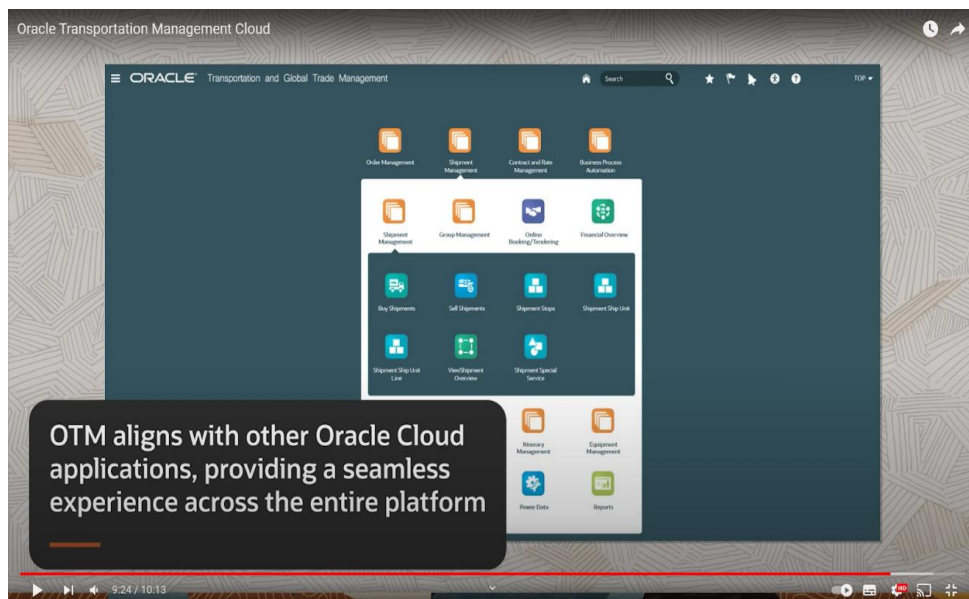 Oracle Transportation Management Cloud
ORACLE Transportation and Global Trade Management
Search
TOP
Order Management
Shipment Management
Contract and Rate Management
Business Process Automation
Shipment Management
Group Management
Online Booking/Tendering
Financial Overview
Buy Shipments
Sell Shipments
Shipment Stops
Shipment Ship Unit
Shipment Ship Unit Line
ViewShipment Overview
Shipment Special Service
Itinerary Management
Equipment Management
Power Data
Reports
OTM aligns with other Oracle Cloud
applications, providing a seamless
experience across the entire platform
9:24 / 10:13
HD